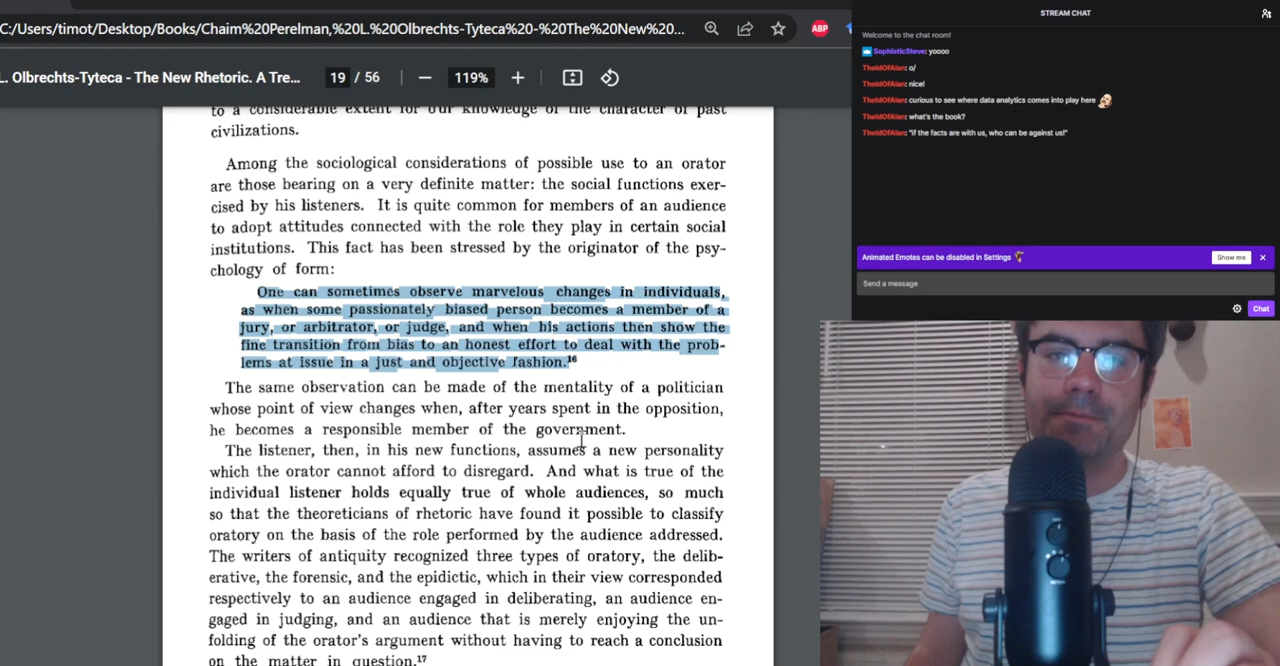 C:/Users/timot/Desktop/Books/Chaim%20Perelman,%20L.%20Olbrechts-Tyteca%20-%20The%20New%20...
ABP
L. Olbrechts-Tyteca - The New Rhetoric. A Tre...
19 / 56
— 119% +
to a considerable extent for our knowledge of the character of past
civilizations.
Among the sociological considerations of possible use to an orator
are those bearing on a very definite matter: the social functions exer-
cised by his listeners. It is quite common for members of an audience
to adopt attitudes connected with the role they play in certain social
institutions. This fact has been stressed by the originator of the psy-
chology of form:
One can sometimes observe marvelous changes in individuals,
as when some passionately biased person becomes a member of a
jury, or arbitrator, or judge, and when his actions then show the
fine transition from bias to an honest effort to deal with the prob-
lems at issue in a just and objective fashion.16
The same observation can be made of the mentality of a politician
whose point of view changes when, after years spent in the opposition,
he becomes a responsible member of the government.
The listener, then, in his new functions, assumes a new personality
which the orator cannot afford to disregard. And what is true of the
individual listener holds equally true of whole audiences, so much
so that the theoreticians of rhetoric have found it possible to classify
oratory on the basis of the role performed by the audience addressed.
The writers of antiquity recognized three types of oratory, the delib-
erative, the forensic, and the epidictic, which in their view corresponded
respectively to an audience engaged in deliberating, an audience en-
gaged in judging, and an audience that is merely enjoying the un-
folding of the orator's argument without having to reach a conclusion
on the matter in question.17
STREAM CHAT
Welcome to the chat room!
SophisticSteve: yoooo
TheIdOfAlan: o/
TheIdOfAlan: nice!
TheIdOfAlan: curious to see where data analytics comes into play here
TheIdOfAlan: what's the book?
TheIdOfAlan: "if the facts are with us, who can be against us!"
Animated Emotes can be disabled in Settings
Show me
Send a message
Chat